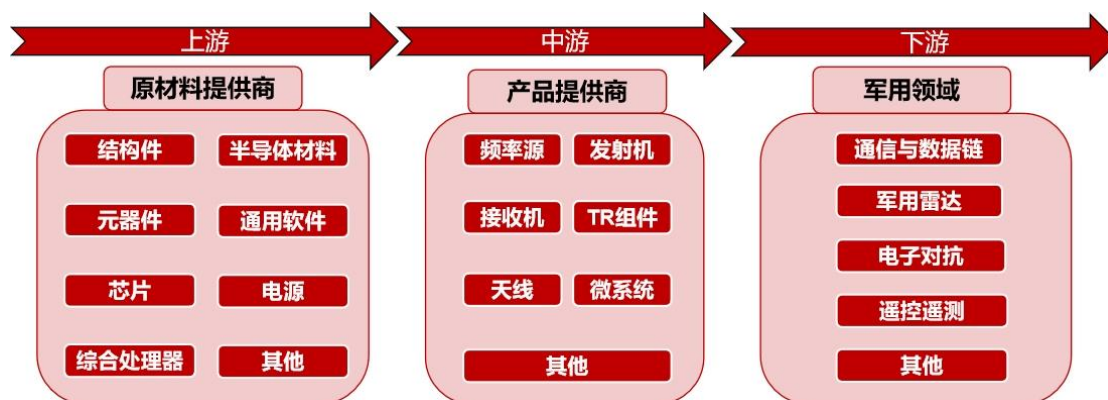 上游 中游 下游
原材料提供商
结构件 半导体材料
元器件 通用软件
芯片 电源
综合处理器 其他
产品提供商
频率源 发射机
接收机 TR组件
天线 微系统
其他
军用领域
通信与数据链
军用雷达
电子对抗
遥控遥测
其他